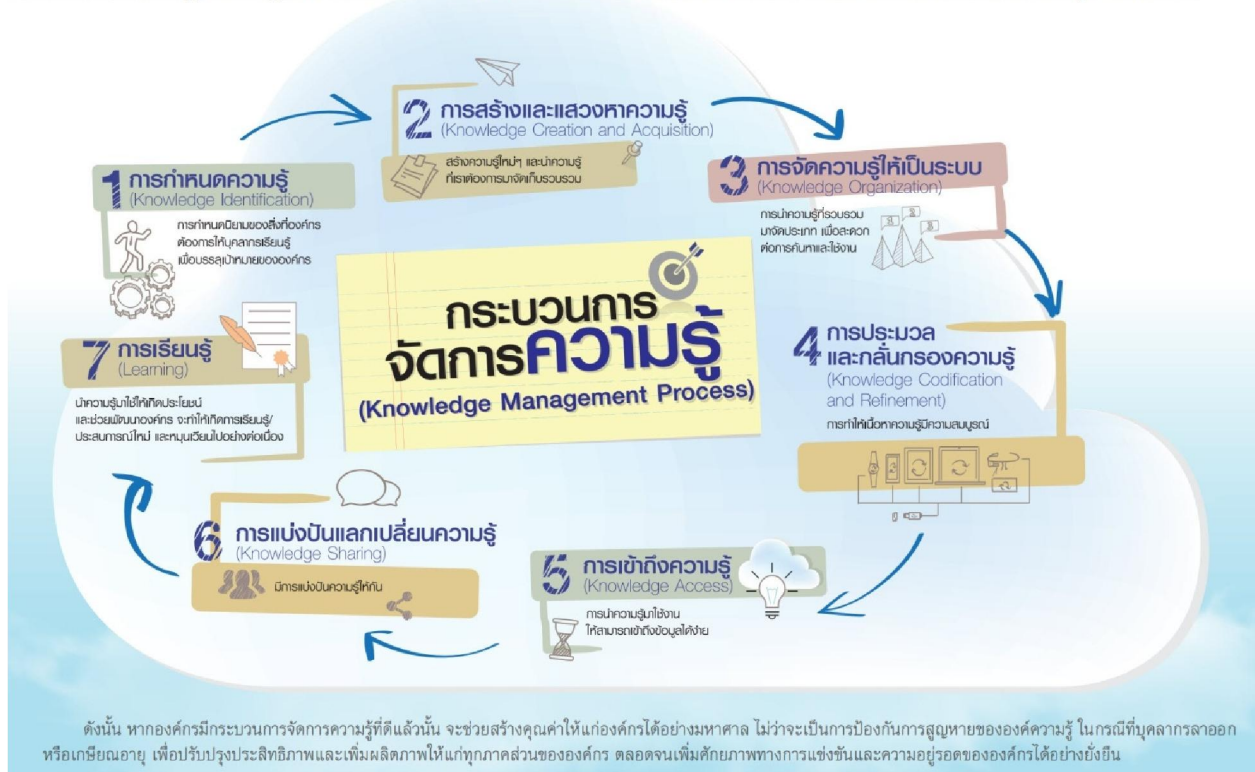 1 การกำหนดความรู้
(Knowledge Identification)
การกำหนดนิยามของสิ่งที่องค์กร
ต้องการให้บุคลากรเรียนรู้
เพื่อบรรลุเป้าหมายขององค์กร
2 การสร้างและแสวงหาความรู้
(Knowledge Creation and Acquisition)
สร้างความรู้ใหม่ๆ และนำความรู้
ที่เราต้องการมาจัดเก็บรวบรวม
3 การจัดความรู้ให้เป็นระบบ
(Knowledge Organization)
การนำความรู้ที่รวบรวม
มาจัดประเภท เพื่อสะดวก
ต่อการค้นหาและใช้งาน
กระบวนการ
จัดการความรู้
(Knowledge Management Process)
4 การประมวล
และกลั่นกรองความรู้
(Knowledge Codification
and Refinement)
การทำให้เนื้อหาความรู้มีความสมบูรณ์
5 การเข้าถึงความรู้
(Knowledge Access)
การนำความรู้มาใช้งาน
ให้สามารถเข้าถึงข้อมูลได้ง่าย
6 การแบ่งปันแลกเปลี่ยนความรู้
(Knowledge Sharing)
มีการแบ่งปันความรู้ให้กัน
7 การเรียนรู้
(Learning)
นำความรู้มาใช้ให้เกิดประโยชน์
และช่วยพัฒนาองค์กร จะทำให้เกิดการเรียนรู้/
ประสบการณ์ใหม่ และหมุนเวียนไปอย่างต่อเนื่อง
ดังนั้น หากองค์กรมีกระบวนการจัดการความรู้ที่ดีแล้วนั้น จะช่วยสร้างคุณค่าให้แก่องค์กรได้อย่างมหาศาล ไม่ว่าจะเป็นการป้องกันการสูญหายขององค์ความรู้ ในกรณีที่บุคลากรลาออก
หรือเกษียณอายุ เพื่อปรับปรุงประสิทธิภาพและเพิ่มผลิตภาพให้แก่ทุกภาคส่วนขององค์กร ตลอดจนเพิ่มศักยภาพทางการแข่งขันและความอยู่รอดขององค์กรได้อย่างยั่งยืน